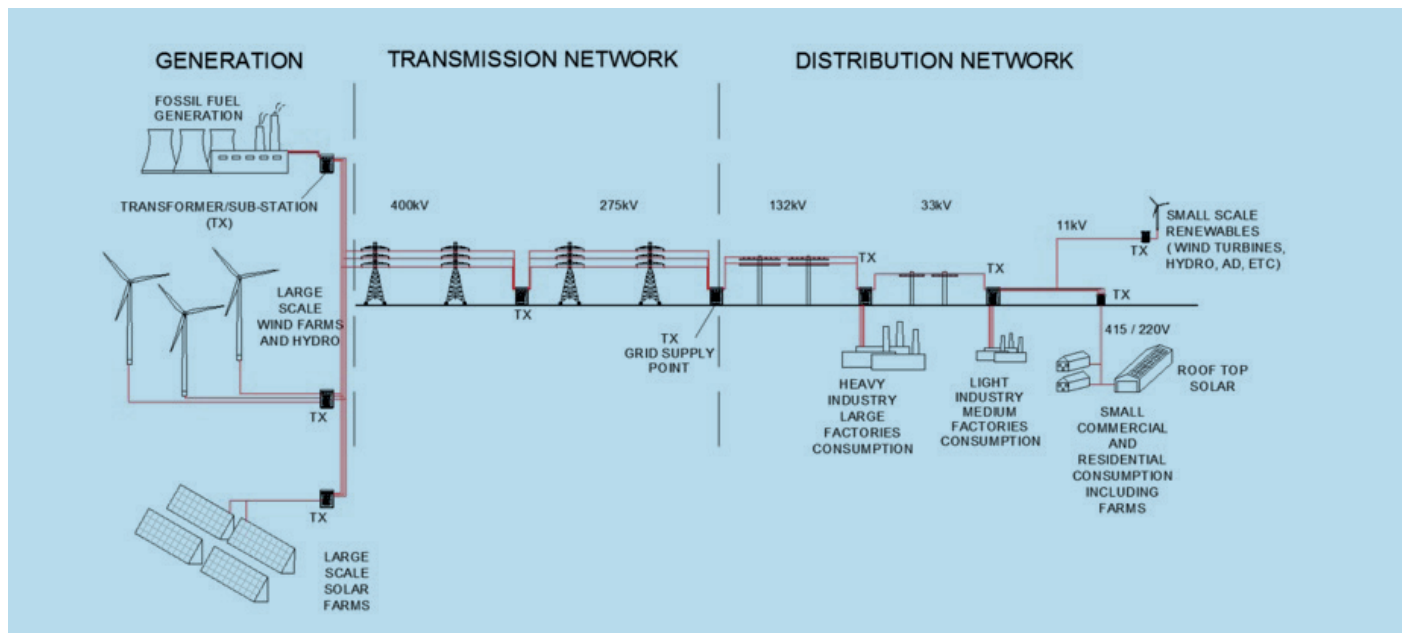 GENERATION
TRANSMISSION NETWORK
DISTRIBUTION NETWORK
FOSSIL FUEL
GENERATION
TRANSFORMER/SUB-STATION
(TX)
LARGE
SCALE
WIND FARMS
AND HYDRO
TX
TX
LARGE
SCALE
SOLAR
FARMS
400kV
275kV
TX
TX
GRID SUPPLY
POINT
132kV
33kV
TX
TX
11kV
TX
SMALL SCALE
RENEWABLES
( WIND TURBINES,
HYDRO, AD, ETC)
TX
415 / 220V
HEAVY
INDUSTRY
LARGE
FACTORIES
CONSUMPTION
LIGHT
INDUSTRY
MEDIUM
FACTORIES
CONSUMPTION
ROOF TOP
SOLAR
SMALL
COMMERCIAL
AND
RESIDENTIAL
CONSUMPTION
INCLUDING
FARMS